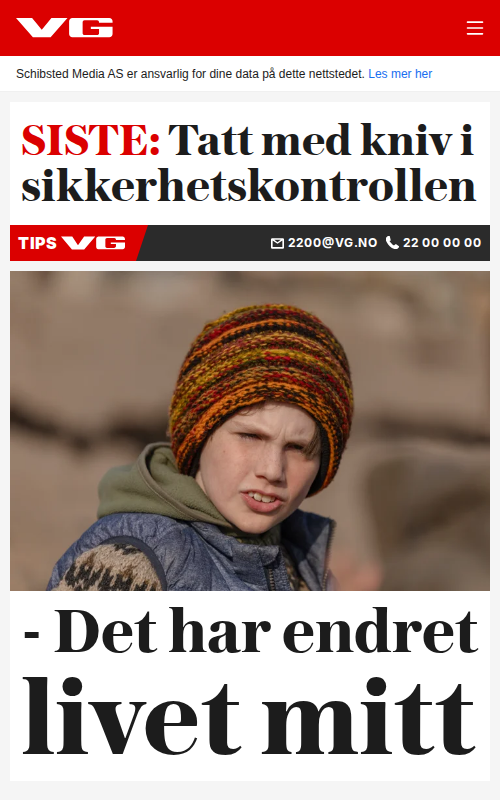 VG
Schibsted Media AS er ansvarlig for dine data på dette nettstedet. Les mer her
SISTE: Tatt med kniv i
sikkerhetskontrollen
TIPS VG 2200@VG.NO 22 00 00 00
- Det har endret
livet mitt